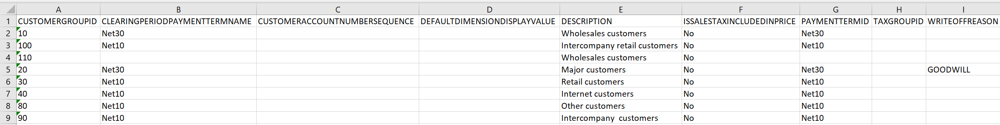 A B C D E F G H I
1 CUSTOMERGROUPID CLEARINGPERIODPAYMENTTERMNAME CUSTOMERACCOUNTNUMBERSEQUENCE DEFAULTDIMENSIONDISPLAYVALUE DESCRIPTION ISSALESTAXINCLUDEDINPRICE PAYMENTTERMID TAXGROUPID WRITEOFFREASON
2 10 Net30 Wholesales customers No Net30
3 100 Net10 Intercompany retail customers No Net10
4 110 Wholesales customers No
5 20 Net30 Major customers No Net30 GOODWILL
6 30 Net10 Retail customers No Net10
7 40 Net10 Internet customers No Net10
8 80 Net10 Other customers No Net10
9 90 Net10 Intercompany  customers No Net10